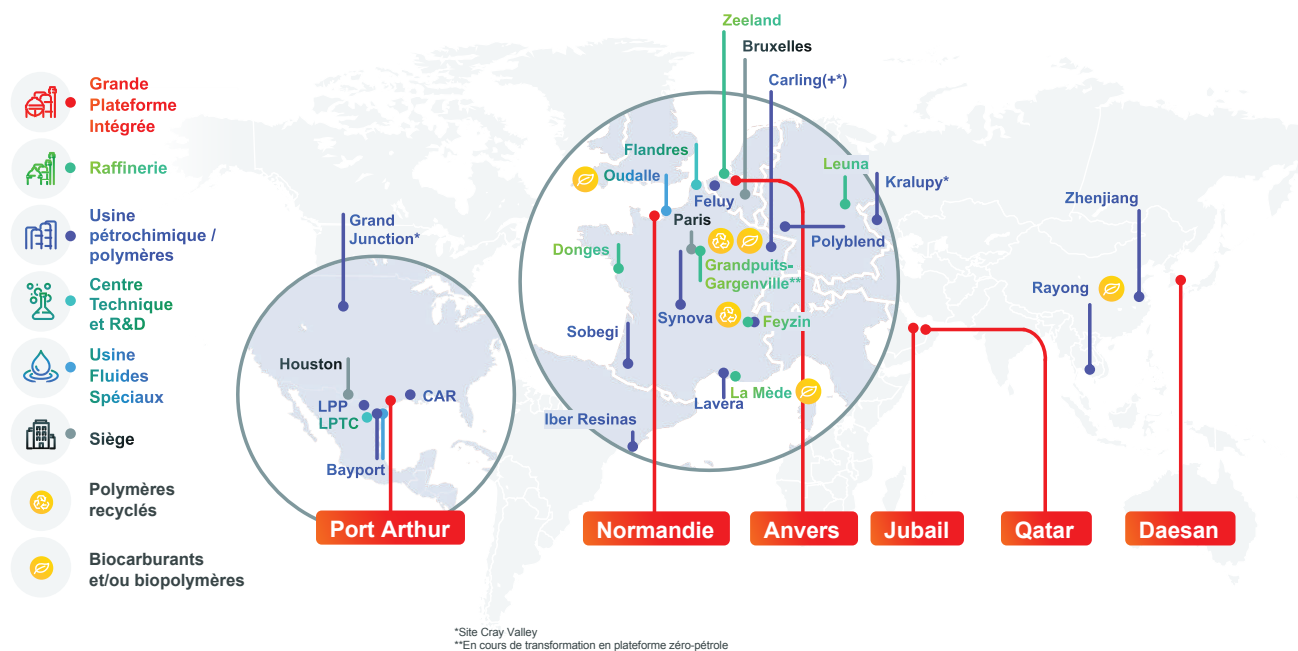 Grande
Plateforme
Intégrée
Raffinerie
Usine
pétrochimique /
polymères
Centre
Technique
et R&D
Usine
Fluides
Spéciaux
Siège
Polymères
recyclés
Biocarburants
et/ou biopolymères
Grand
Junction*
Houston
LPP
LPTC
CAR
Bayport
Port Arthur
Zeeland
Bruxelles
Carling(+*)
Flandres
Oudalle
Feluy
Leuna
Kralupy*
Paris
Polyblend
Donges
Grandpuits-
Gargenville**
Synova
Feyzin
Sobegi
La Mède
Lavéra
Iber Resinas
Zhenjiang
Rayong
Normandie
Anvers
Jubail
Qatar
Daesan
*Site Cray Valley
**En cours de transformation en plateforme zéro-pétrole